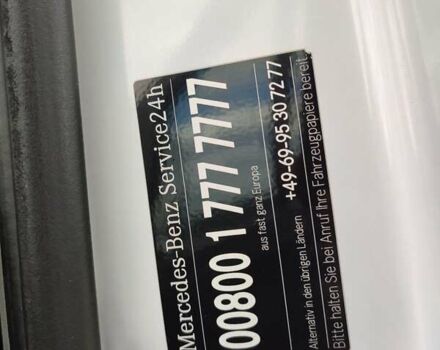 Mercedes-Benz Service24h
00800 1 777 7777
aus fast ganz Europa
Alternativ in den übrigen Ländern
+49-69-95 30 72 77
Bitte halten Sie bei Anruf Ihre Fahrzeugpapiere bereit.